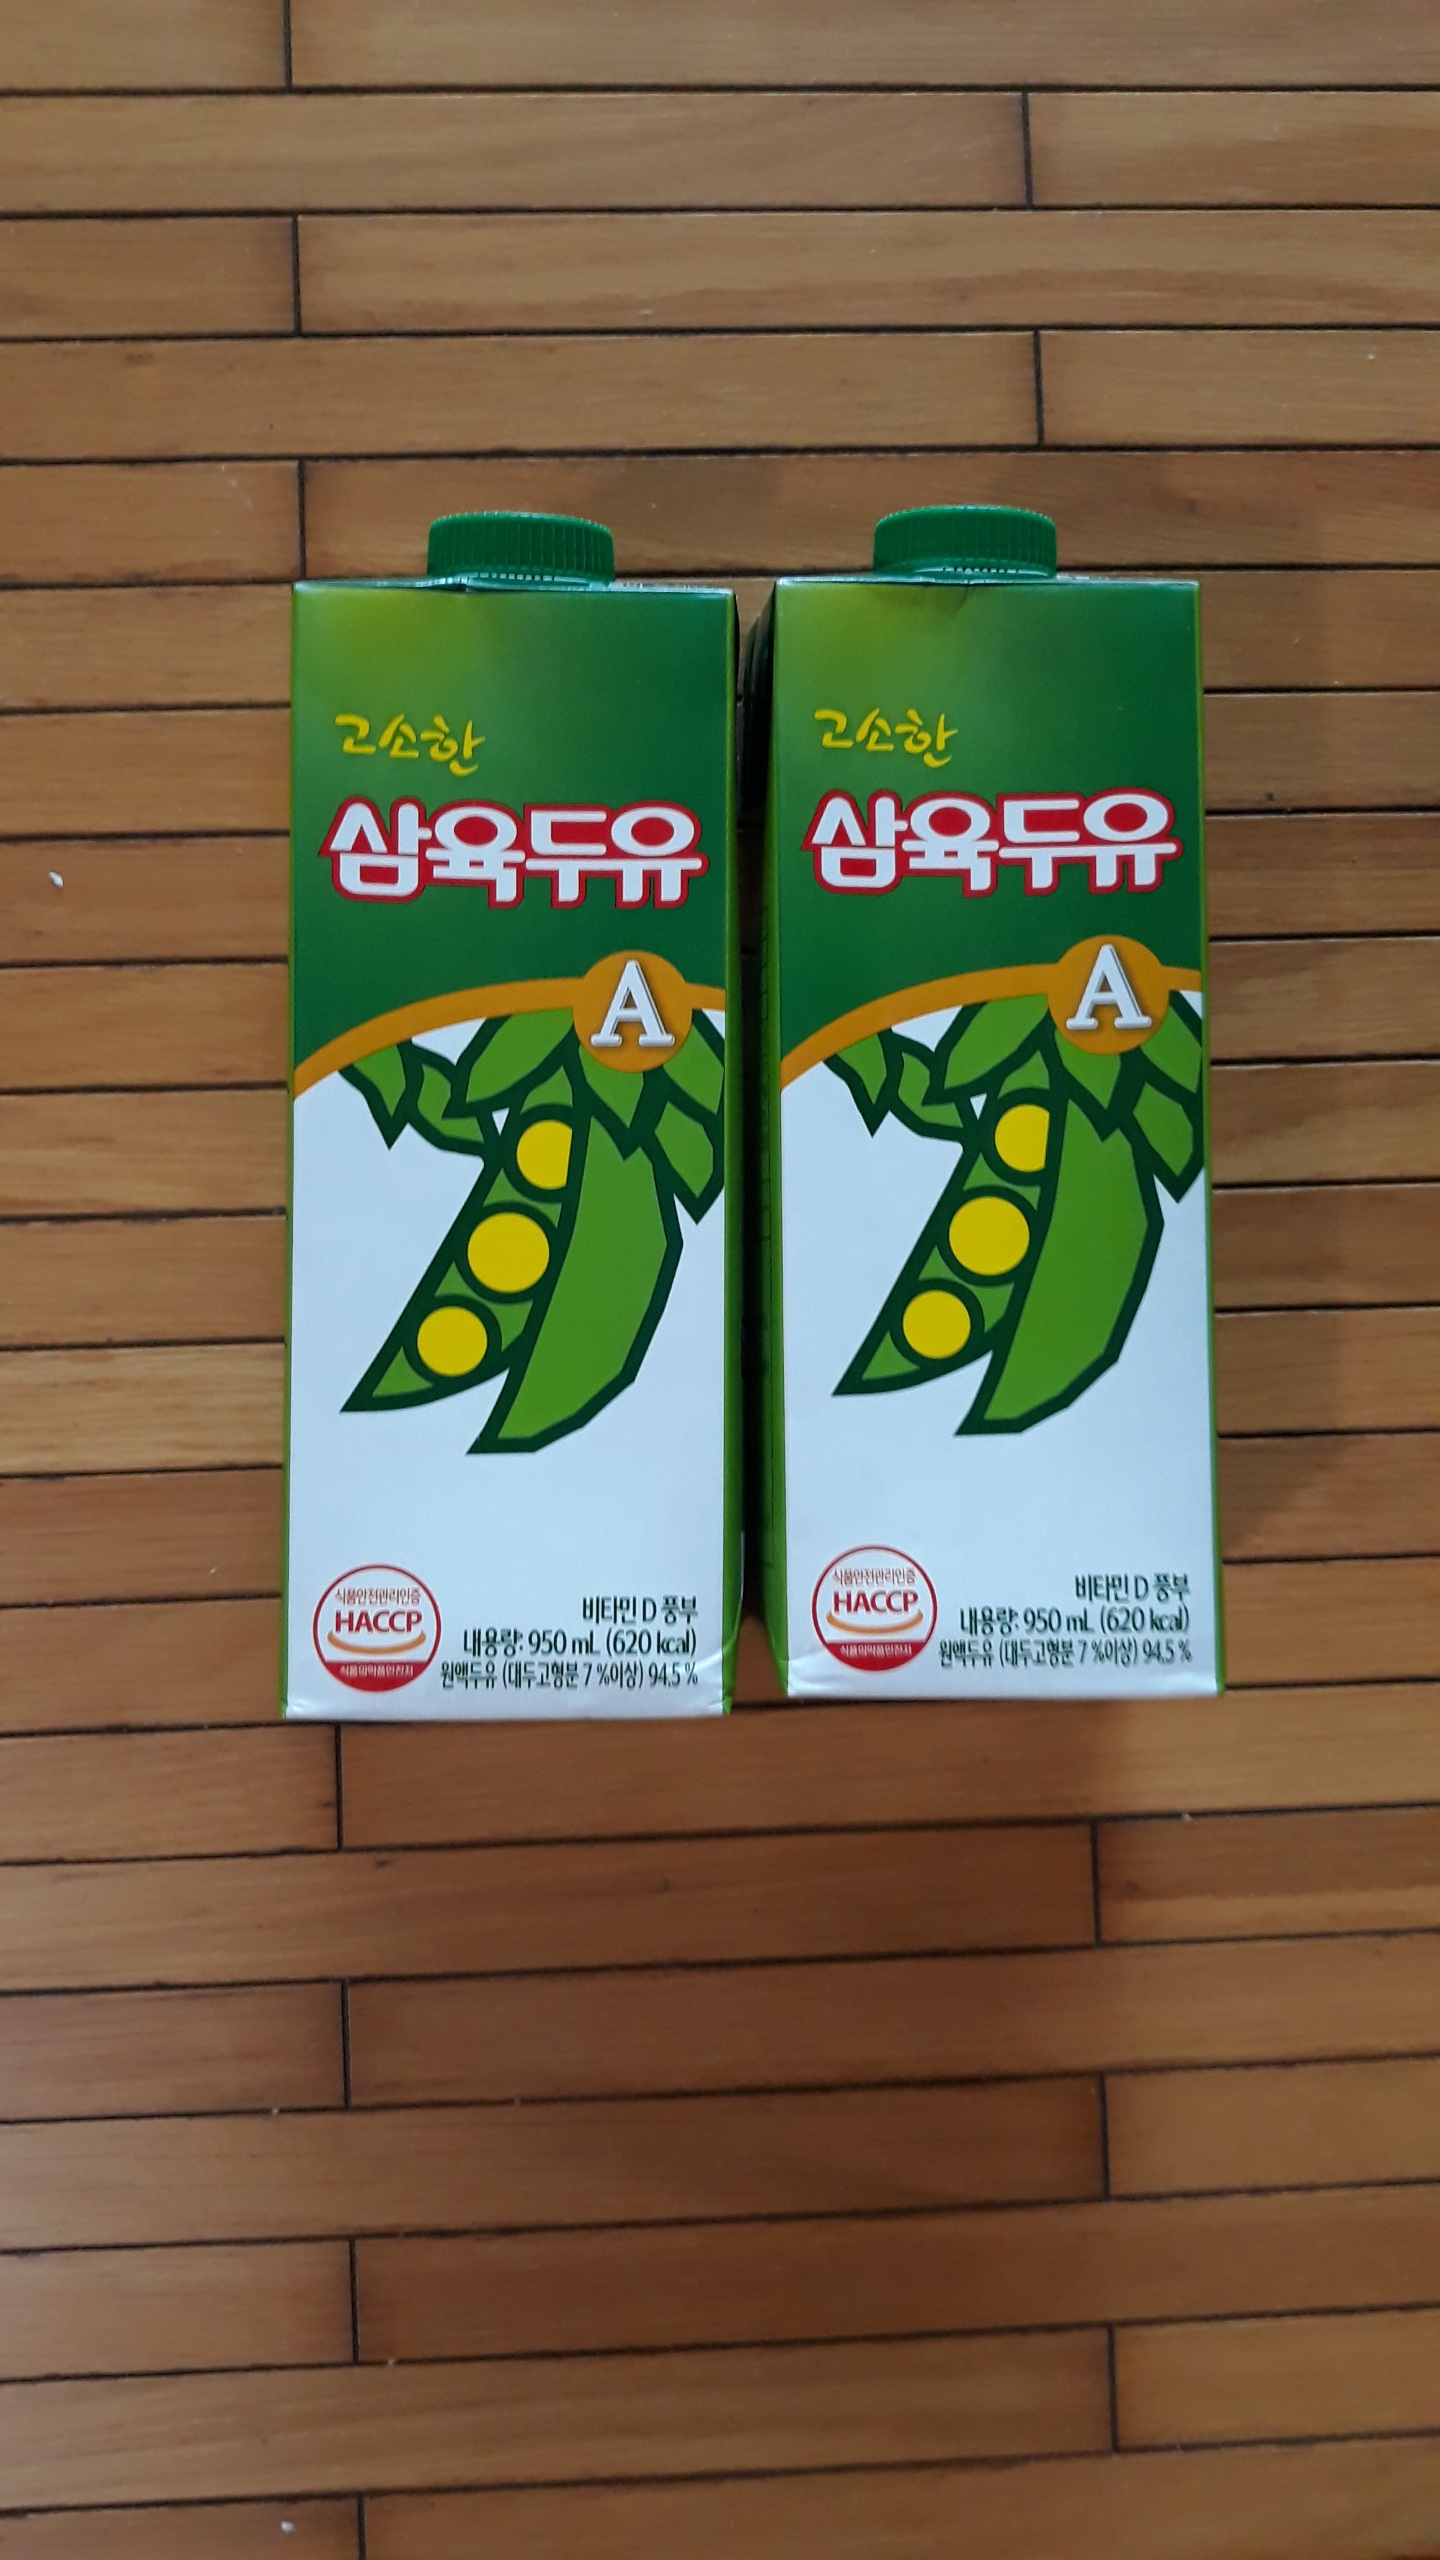 고소한
삼육두유
A
식품안전관리인증
HACCP
식품의약품안전처
비타민 D 풍부
내용량: 950 mL (620 kcal)
원액두유 (대두고형분 7 %이상) 94.5 %
고소한
삼육두유
A
식품안전관리인증
HACCP
식품의약품안전처
비타민 D 풍부
내용량: 950 mL (620 kcal)
원액두유 (대두고형분 7 %이상) 94.5 %